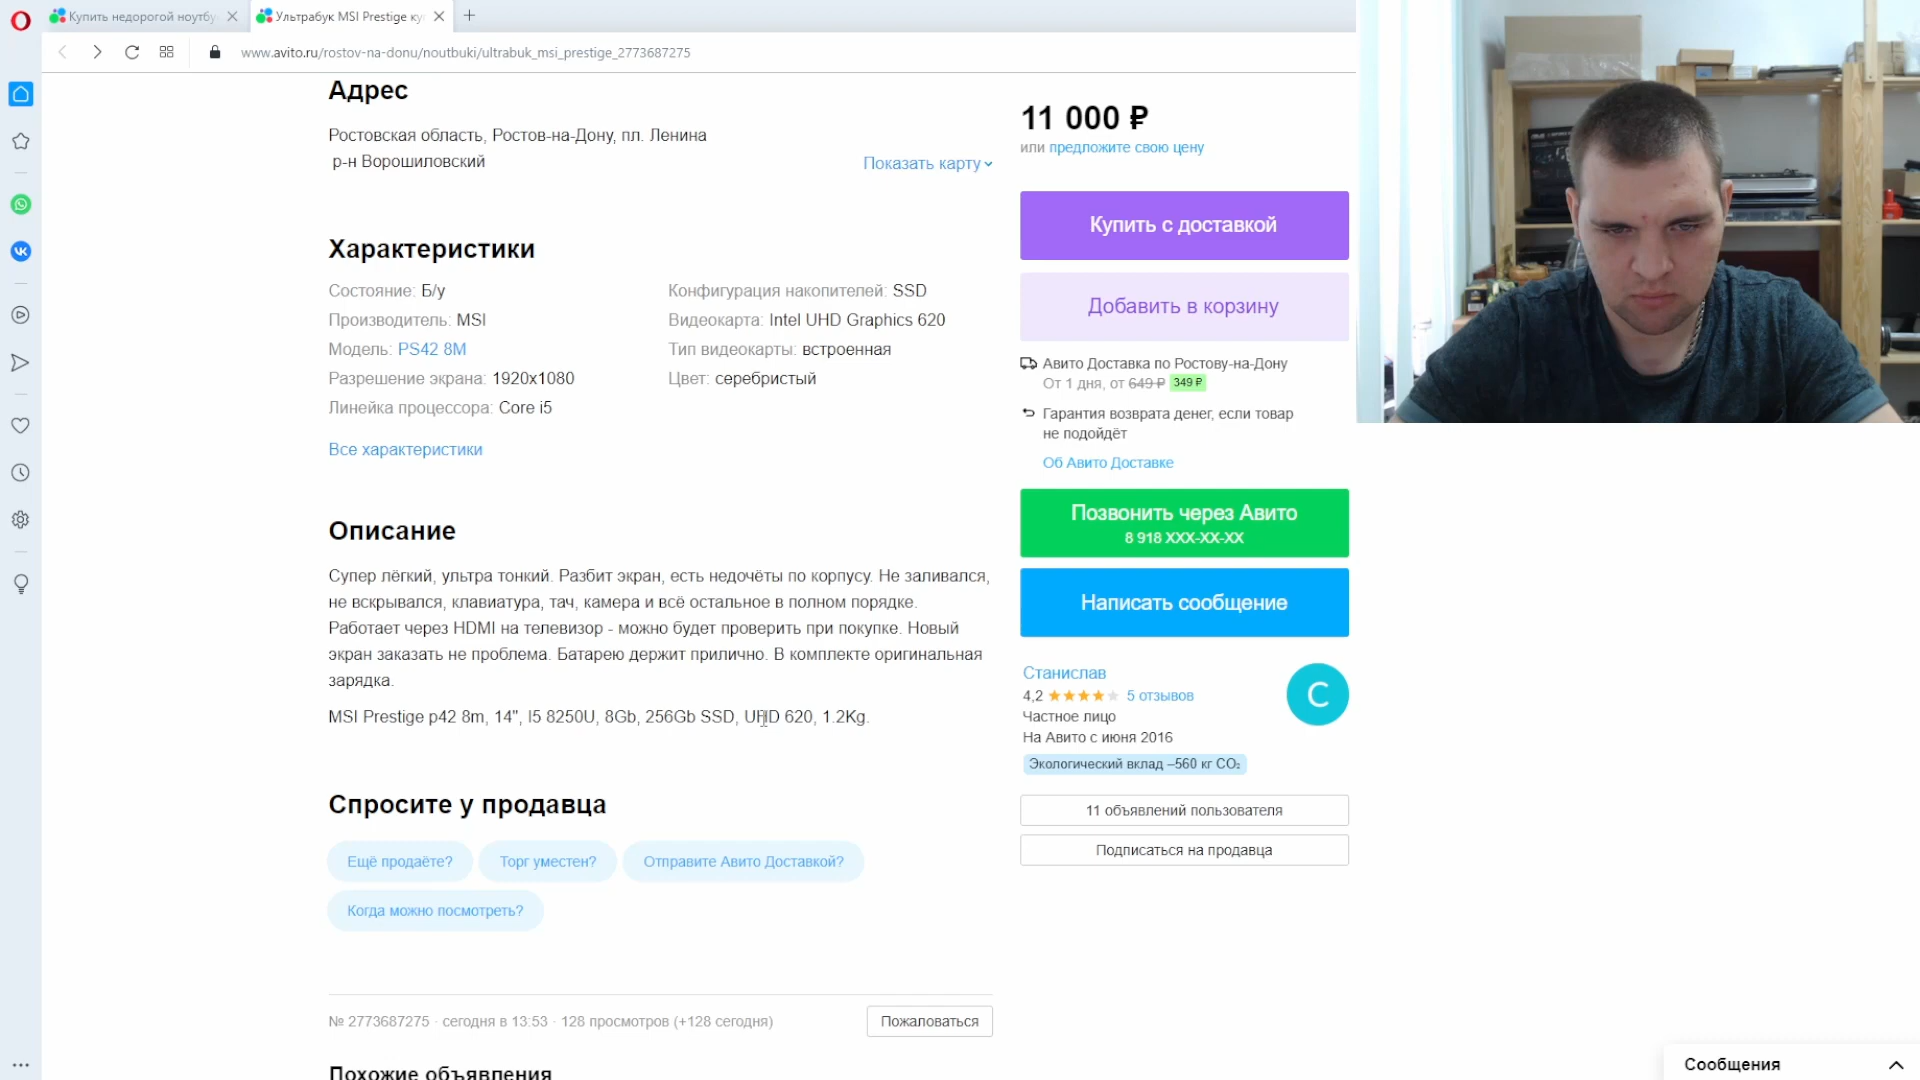 Купить недорогой ноутбу
Ультрабук MSI Prestige ку
www.avito.ru/rostov-na-donu/noutbuki/ultrabuk_msi_prestige_2773687275
Адрес
Ростовская область, Ростов-на-Дону, пл. Ленина
р-н Ворошиловский
Показать карту
Характеристики
Состояние: Б/у
Производитель: MSI
Модель: PS42 8M
Разрешение экрана: 1920x1080
Линейка процессора: Core i5
Конфигурация накопителей: SSD
Видеокарта: Intel UHD Graphics 620
Тип видеокарты: встроенная
Цвет: серебристый
Все характеристики
Описание
Супер лёгкий, ультра тонкий. Разбит экран, есть недочёты по корпусу. Не заливался,
не вскрывался, клавиатура, тач, камера и всё остальное в полном порядке.
Работает через HDMI на телевизор - можно будет проверить при покупке. Новый
экран заказать не проблема. Батарею держит прилично. В комплекте оригинальная
зарядка.
MSI Prestige p42 8m, 14", I5 8250U, 8Gb, 256Gb SSD, UHD 620, 1.2Kg.
Спросите у продавца
Ещё продаёте?
Торг уместен?
Отправите Авито Доставкой?
Когда можно посмотреть?
№ 2773687275 · сегодня в 13:53 · 128 просмотров (+128 сегодня)
Пожаловаться
Похожие объявления
11 000 ₽
или предложите свою цену
Купить с доставкой
Добавить в корзину
Авито Доставка по Ростову-на-Дону
От 1 дня, от 649 ₽ 349 ₽
Гарантия возврата денег, если товар
не подойдёт
Об Авито Доставке
Позвонить через Авито
8 918 XXX-XX-XX
Написать сообщение
Станислав
4,2 5 отзывов
Частное лицо
На Авито с июня 2016
Экологический вклад –560 кг CO₂
С
11 объявлений пользователя
Подписаться на продавца
Сообщения